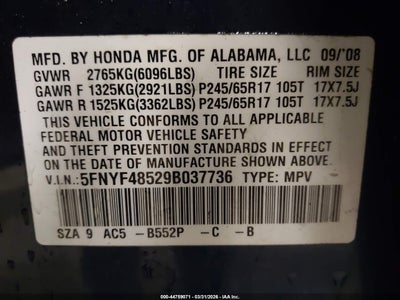 MFD. BY HONDA MFG. OF ALABAMA, LLC 09/'08
GVWR 2765KG(6096LBS) TIRE SIZE RIM SIZE
GAWR F 1325KG(2921LBS) P245/65R17 105T 17X7.5J
GAWR R 1525KG(3362LBS) P245/65R17 105T 17X7.5J
THIS VEHICLE CONFORMS TO ALL APPLICABLE
FEDERAL MOTOR VEHICLE SAFETY AND
THEFT PREVENTION STANDARDS IN EFFECT ON
THE DATE OF MANUFACTURE SHOWN ABOVE.
V.I.N.: 5FNYF48529B037736 TYPE: MPV
SZA 9 AC5 - B552P - C - B
000-44759071 - 03/31/2026 - IAA, Inc.